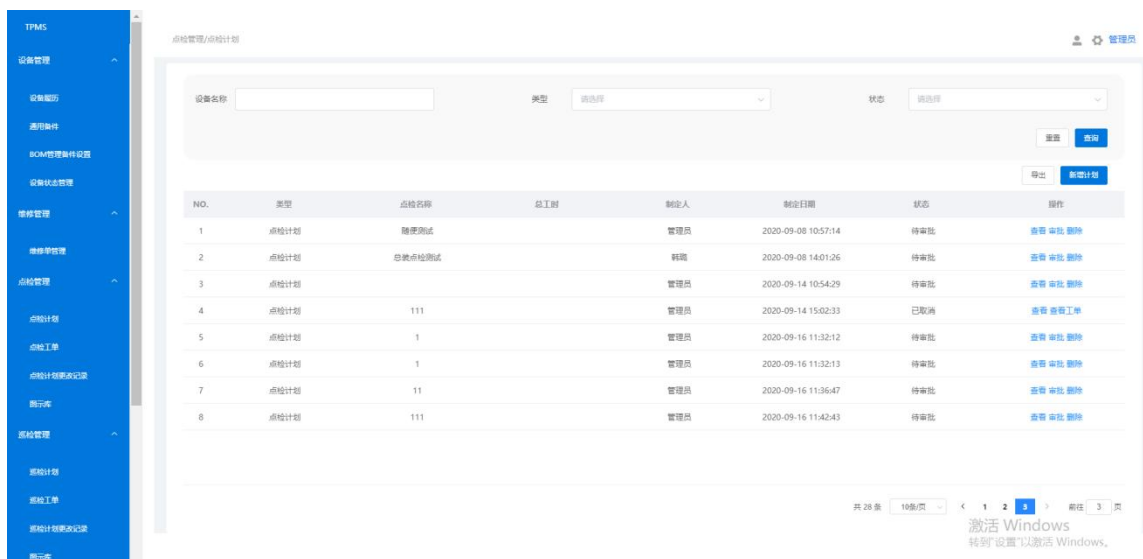 TPMS
点检管理/点检计划
管理员
设备管理
设备履历
通用备件
BOM管理备件设置
设备状态管理
维修管理
维修单管理
点检管理
点检计划
点检工单
点检计划更改记录
图示库
巡检管理
巡检计划
巡检工单
巡检计划更改记录
图示库
设备名称 类型 请选择 状态 请选择
重置 查询
导出 新增计划
NO. 类型 点检名称 总工时 制定人 制定日期 状态 操作
1 点检计划 随便测试 管理员 2020-09-08 10:57:14 待审批 查看 审批 删除
2 点检计划 总装点检测试 韩璐 2020-09-08 14:01:26 待审批 查看 审批 删除
3 点检计划 管理员 2020-09-14 10:54:29 待审批 查看 审批 删除
4 点检计划 111 管理员 2020-09-14 15:02:33 已取消 查看 查看工单
5 点检计划 1 管理员 2020-09-16 11:32:12 待审批 查看 审批 删除
6 点检计划 1 管理员 2020-09-16 11:32:13 待审批 查看 审批 删除
7 点检计划 11 管理员 2020-09-16 11:36:47 待审批 查看 审批 删除
8 点检计划 111 管理员 2020-09-16 11:42:43 待审批 查看 审批 删除
共 28 条 10条/页 1 2 3 前往 3 页
激活 Windows
转到"设置"以激活 Windows。